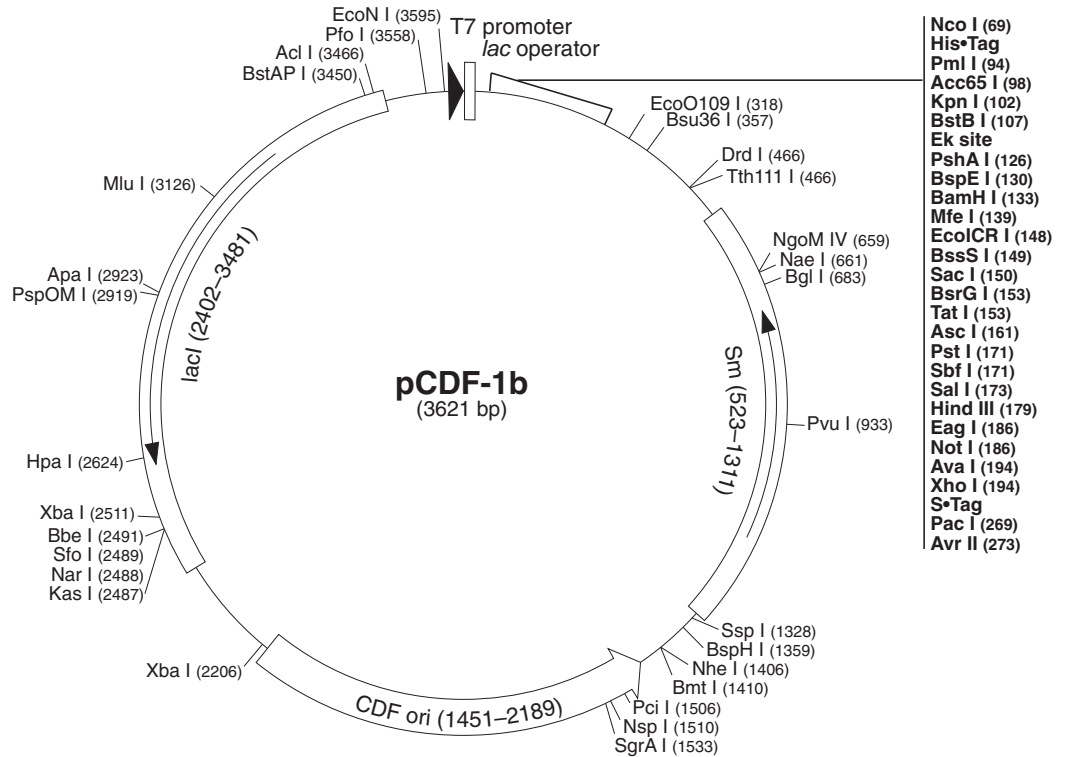 EcoN I (3595)
Pfo I (3558)
Acl I (3466)
BstAP I (3450)
T7 promoter
lac operator
Nco I (69)
His•Tag
Pml I (94)
Acc65 I (98)
Kpn I (102)
BstB I (107)
Ek site
PshA I (126)
BspE I (130)
BamH I (133)
Mfe I (139)
EcoICR I (148)
BssS I (149)
Sac I (150)
BsrG I (153)
Tat I (153)
Asc I (161)
Pst I (171)
Sbf I (171)
Sal I (173)
Hind III (179)
Eag I (186)
Not I (186)
Ava I (194)
Xho I (194)
S•Tag
Pac I (269)
Avr II (273)
EcoO109 I (318)
Bsu36 I (357)
Drd I (466)
Tth111 I (466)
NgoM IV (659)
Nae I (661)
Bgl I (683)
Sm (523–1311)
Pvu I (933)
Ssp I (1328)
BspH I (1359)
Nhe I (1406)
Bmt I (1410)
Pci I (1506)
Nsp I (1510)
SgrA I (1533)
CDF ori (1451–2189)
Xba I (2206)
Mlu I (3126)
Apa I (2923)
PspOM I (2919)
lacI (2402–3481)
Hpa I (2624)
Xba I (2511)
Bbe I (2491)
Sfo I (2489)
Nar I (2488)
Kas I (2487)
pCDF-1b
(3621 bp)